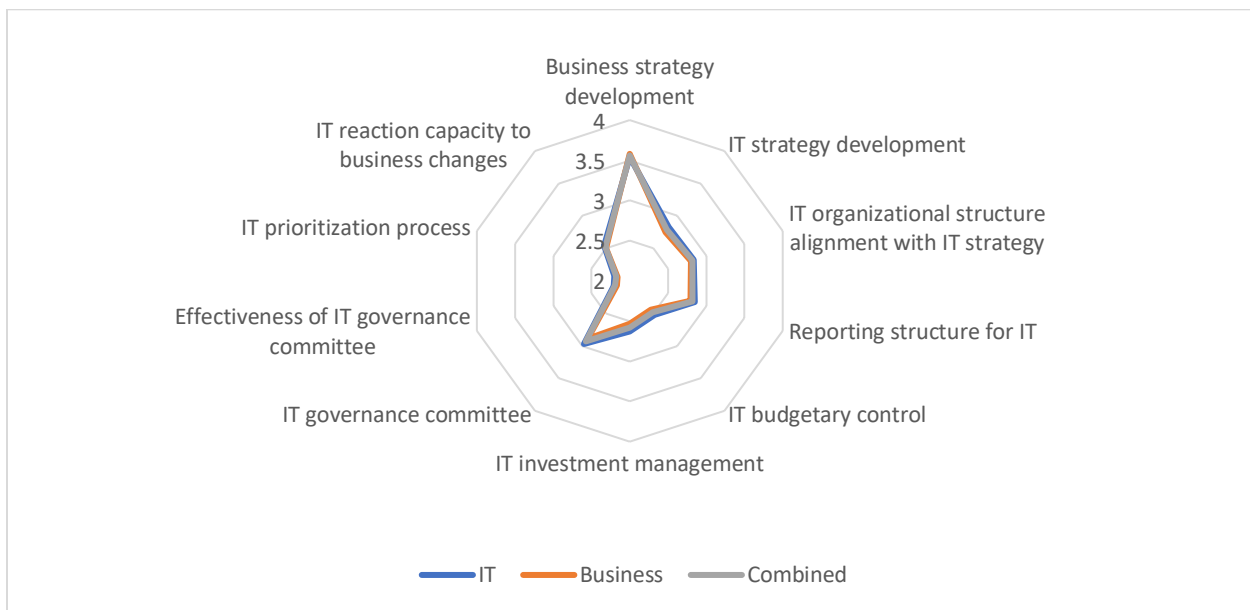 Business strategy
development
4
IT reaction capacity to
business changes
IT strategy development
3.5
3
IT prioritization process
IT organizational structure
alignment with IT strategy
2.5
2
Effectiveness of IT governance
committee
Reporting structure for IT
IT governance committee
IT budgetary control
IT investment management
IT
Business
Combined